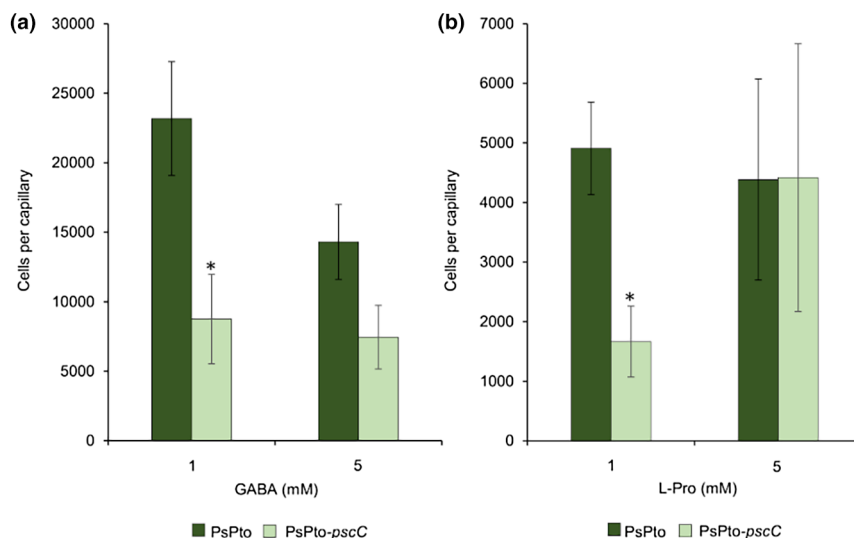 (a)
30000
25000
20000
15000
10000
5000
0
Cells per capillary
*
1 5
GABA (mM)
PsPto PsPto-pscC
(b)
7000
6000
5000
4000
3000
2000
1000
0
Cells per capillary
*
1 5
L-Pro (mM)
PsPto PsPto-pscC